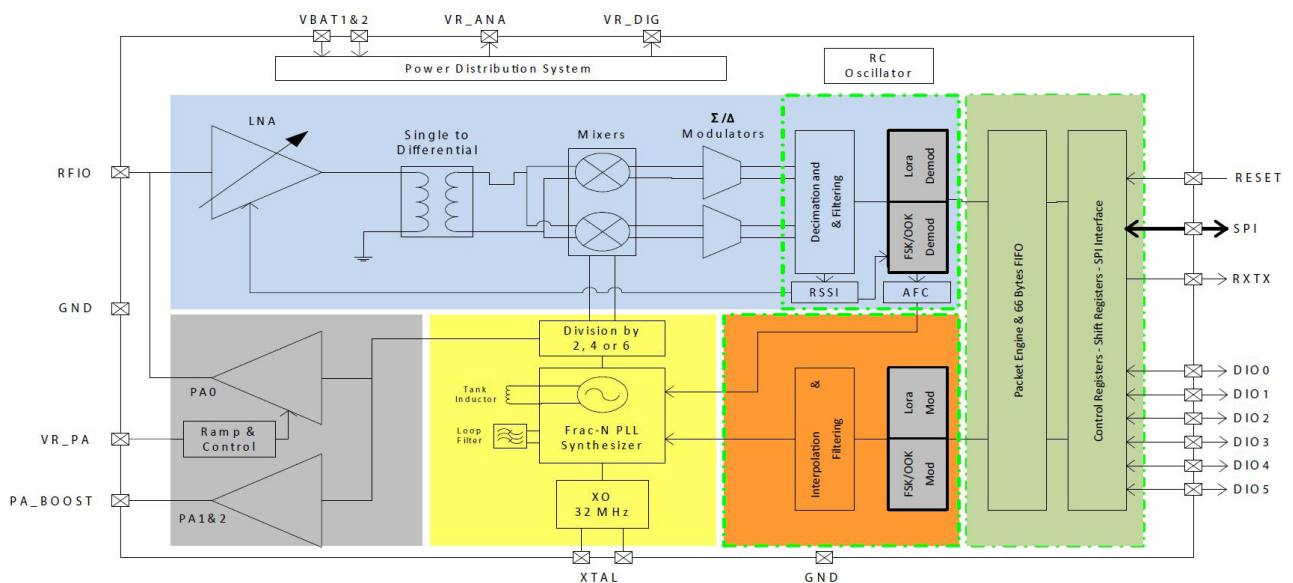 VBAT1&2
VR_ANA
VR_DIG
Power Distribution System
RC
Oscillator
LNA
Single to
Differential
Mixers
Σ/Δ
Modulators
RFIO
Decimation and
& Filtering
Lora
Demod
FSK/OOK
Demod
RSSI
AFC
Packet Engine & 66 Bytes FIFO
Control Registers - Shift Registers - SPI Interface
RESET
SPI
RXTX
GND
Division by
2, 4 or 6
PA0
Tank
Inductor
Loop
Filter
Frac-N PLL
Synthesizer
Interpolation &
Filtering
Lora
Mod
FSK/OOK
Mod
DIO0
DIO1
DIO2
DIO3
DIO4
DIO5
VR_PA
Ramp &
Control
PA_BOOST
PA1&2
XO
32 MHz
XTAL
GND